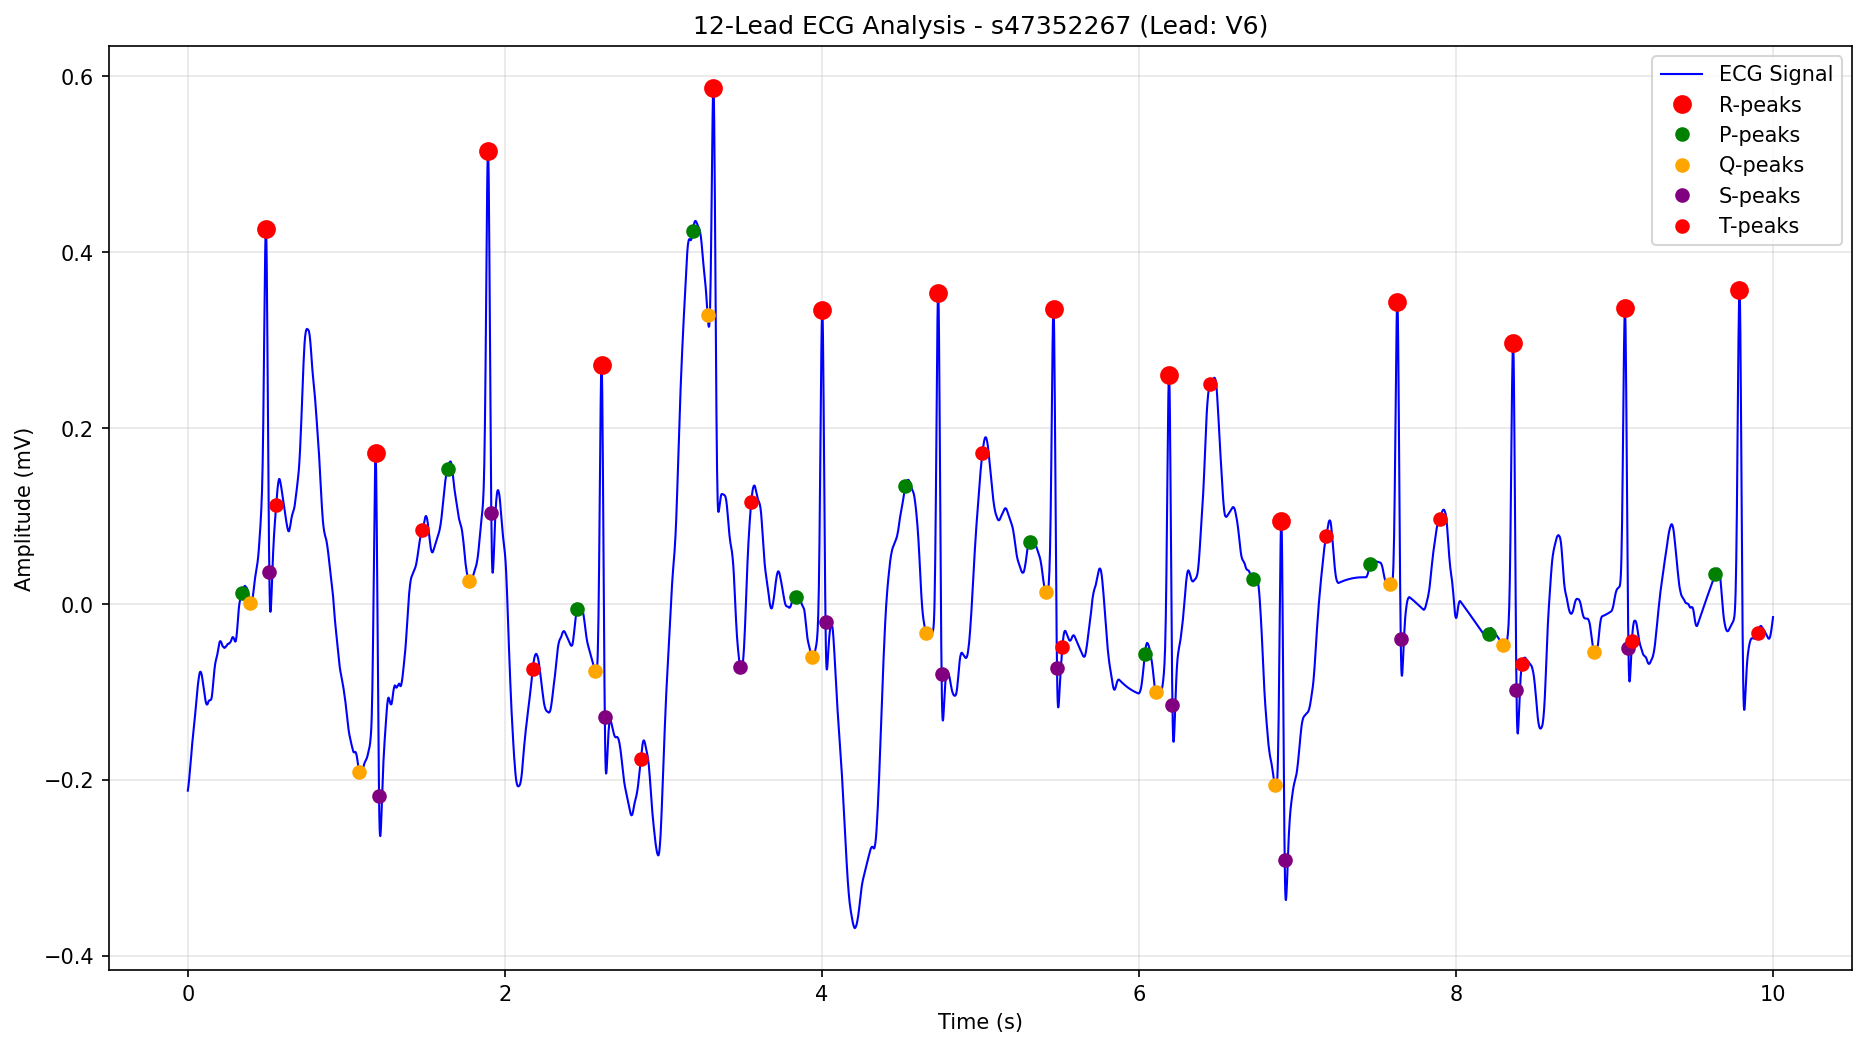 12-Lead ECG Analysis - s47352267 (Lead: V6)
ECG Signal
R-peaks
P-peaks
Q-peaks
S-peaks
T-peaks
Amplitude (mV)
0.6
0.4
0.2
0.0
−0.2
−0.4
0 2 4 6 8 10
Time (s)